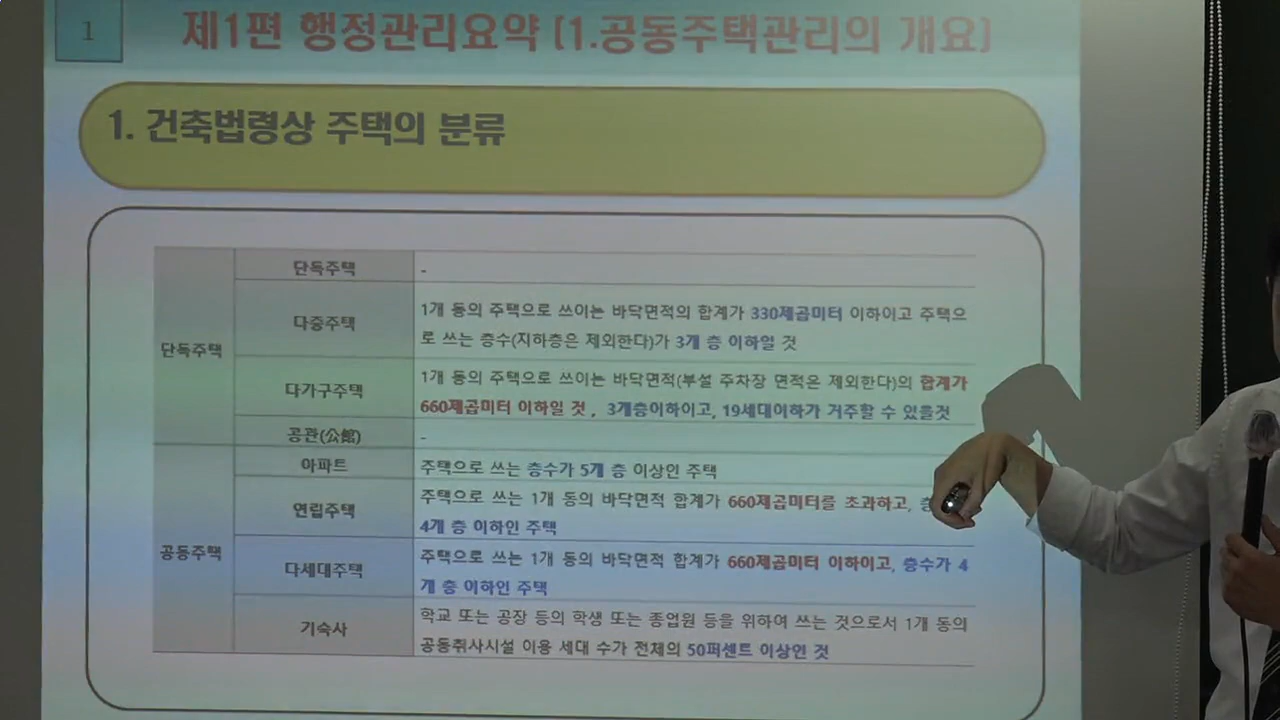 1
제1편 행정관리요약 [1.공동주택관리의 개요]
1. 건축법령상 주택의 분류
단독주택
단독주택
-
다중주택
1개 동의 주택으로 쓰이는 바닥면적의 합계가 330제곱미터 이하이고 주택으
로 쓰는 층수(지하층은 제외한다)가 3개 층 이하일 것
다가구주택
1개 동의 주택으로 쓰이는 바닥면적(부설 주차장 면적은 제외한다)의 합계가
660제곱미터 이하일 것 , 3개층이하이고, 19세대이하가 거주할 수 있을것
공관(公館)
-
공동주택
아파트
주택으로 쓰는 층수가 5개 층 이상인 주택
연립주택
주택으로 쓰는 1개 동의 바닥면적 합계가 660제곱미터를 초과하고,
4개 층 이하인 주택
다세대주택
주택으로 쓰는 1개 동의 바닥면적 합계가 660제곱미터 이하이고, 층수가 4
개 층 이하인 주택
기숙사
학교 또는 공장 등의 학생 또는 종업원 등을 위하여 쓰는 것으로서 1개 동의
공동취사시설 이용 세대 수가 전체의 50퍼센트 이상인 것